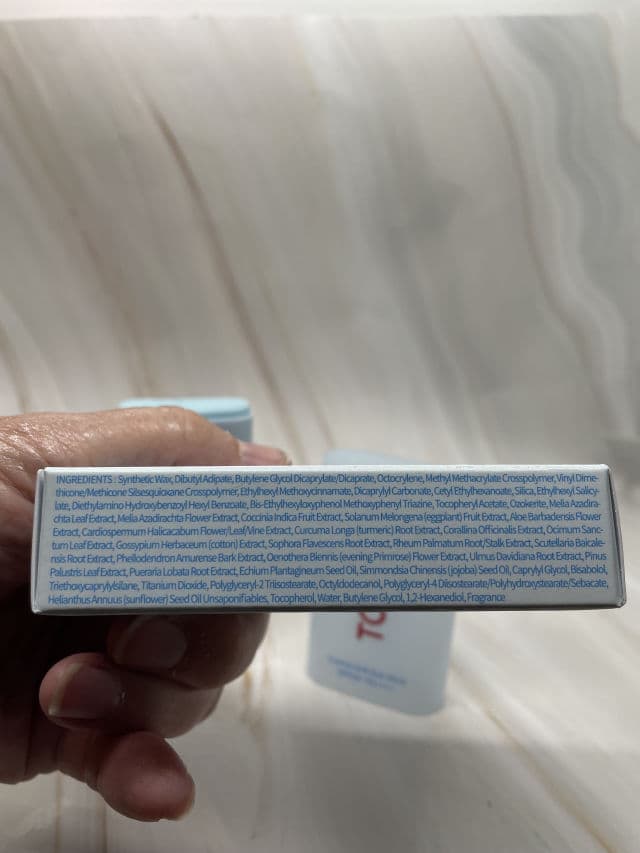 INGREDIENTS : Synthetic Wax, Dibutyl Adipate, Butylene Glycol Dicaprylate/Dicaprate, Octocrylene, Methyl Methacrylate Crosspolymer, Vinyl Dime-
thicone/Methicone Silsesquioxane Crosspolymer, Ethylhexyl Methoxycinnamate, Dicaprylyl Carbonate, Cetyl Ethylhexanoate, Silica, Ethylhexyl Salicy-
late, Diethylamino Hydroxybenzoyl Hexyl Benzoate, Bis-Ethylhexyloxyphenol Methoxyphenyl Triazine, Tocopheryl Acetate, Ozokerite, Melia Azadira-
chta Leaf Extract, Melia Azadirachta Flower Extract, Coccinia Indica Fruit Extract, Solanum Melongena (eggplant) Fruit Extract, Aloe Barbadensis Flower
Extract, Cardiospermum Halicacabum Flower/Leaf/Vine Extract, Curcuma Longa (turmeric) Root Extract, Corallina Officinalis Extract, Ocimum Sanc-
tum Leaf Extract, Gossypium Herbaceum (cotton) Extract, Sophora Flavescens Root Extract, Rheum Palmatum Root/Stalk Extract, Scutellaria Baicale-
nsis Root Extract, Phellodendron Amurense Bark Extract, Oenothera Biennis (evening Primrose) Flower Extract, Ulmus Davidiana Root Extract, Pinus
Palustris Leaf Extract, Pueraria Lobata Root Extract, Echium Plantagineum Seed Oil, Simmondsia Chinensis (jojoba) Seed Oil, Caprylyl Glycol, Bisabolol,
Triethoxycaprylylsilane, Titanium Dioxide, Polyglyceryl-2 Triisostearate, Octyldodecanol, Polyglyceryl-4 Diisostearate/Polyhydroxystearate/Sebacate,
Helianthus Annuus (sunflower) Seed Oil Unsaponifiables, Tocopherol, Water, Butylene Glycol, 1,2-Hexanediol, Fragrance